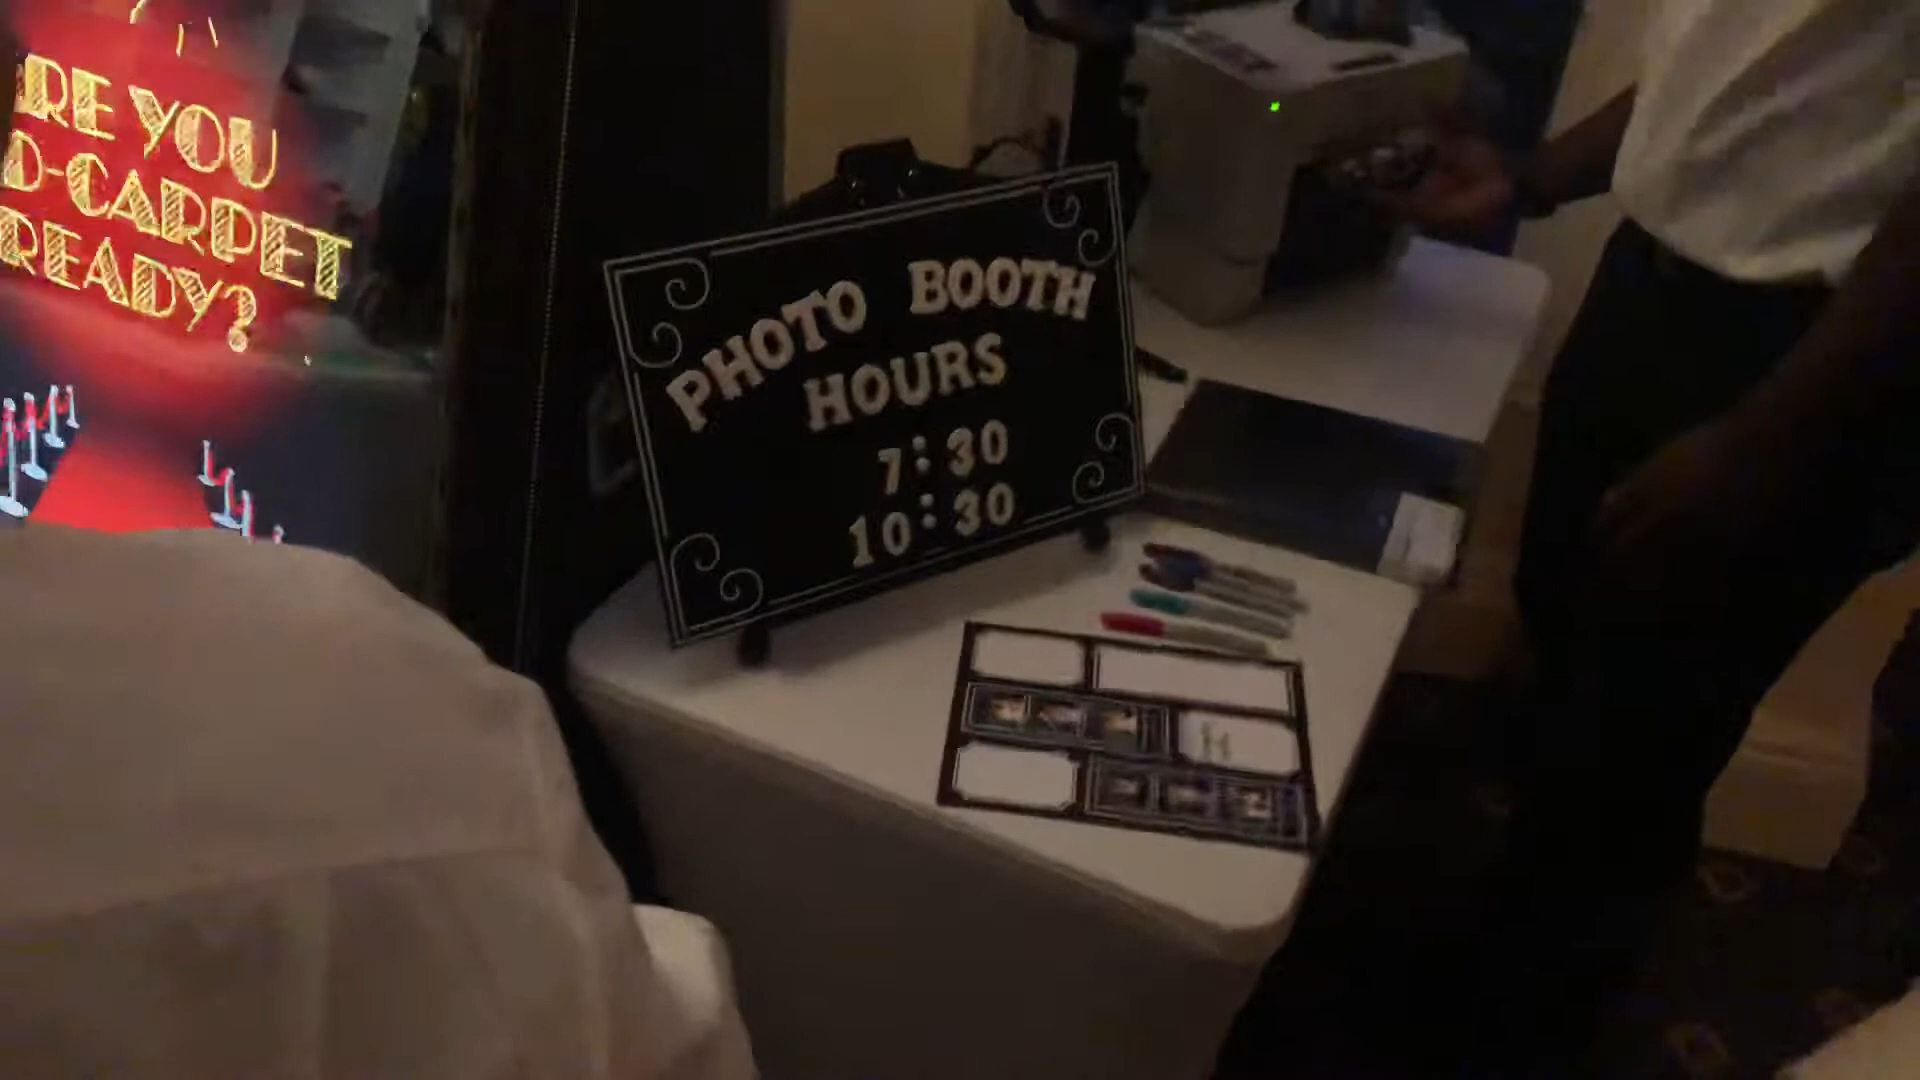 RE YOU
D-CARPET
READY?
PHOTO BOOTH
HOURS
7:30
10:30